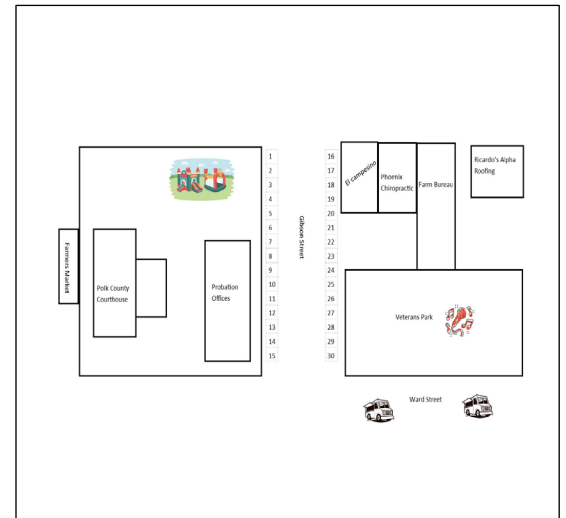 1
2
3
4
5
6
7
8
9
10
11
12
13
14
15
16
17
18
19
20
21
22
23
24
25
26
27
28
29
30
Gibson Street
El campesino
Phoenix
Chiropractic
Farm Bureau
Ricardo's Alpha
Roofing
Farmers Market
Polk County
Courthouse
Probation
Offices
Veterans Park
Ward Street